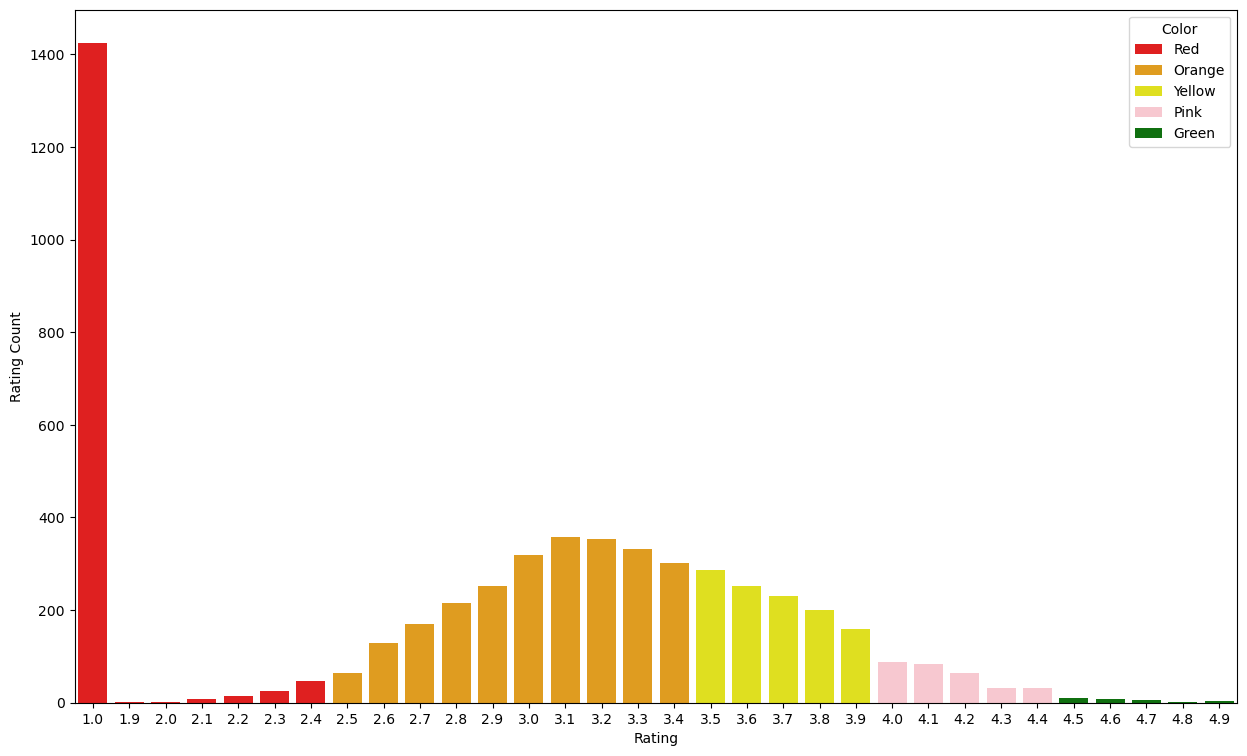 Color
Red
Orange
Yellow
Pink
Green
1400
1200
1000
800
600
400
200
0
Rating Count
1.0 1.9 2.0 2.1 2.2 2.3 2.4 2.5 2.6 2.7 2.8 2.9 3.0 3.1 3.2 3.3 3.4 3.5 3.6 3.7 3.8 3.9 4.0 4.1 4.2 4.3 4.4 4.5 4.6 4.7 4.8 4.9
Rating